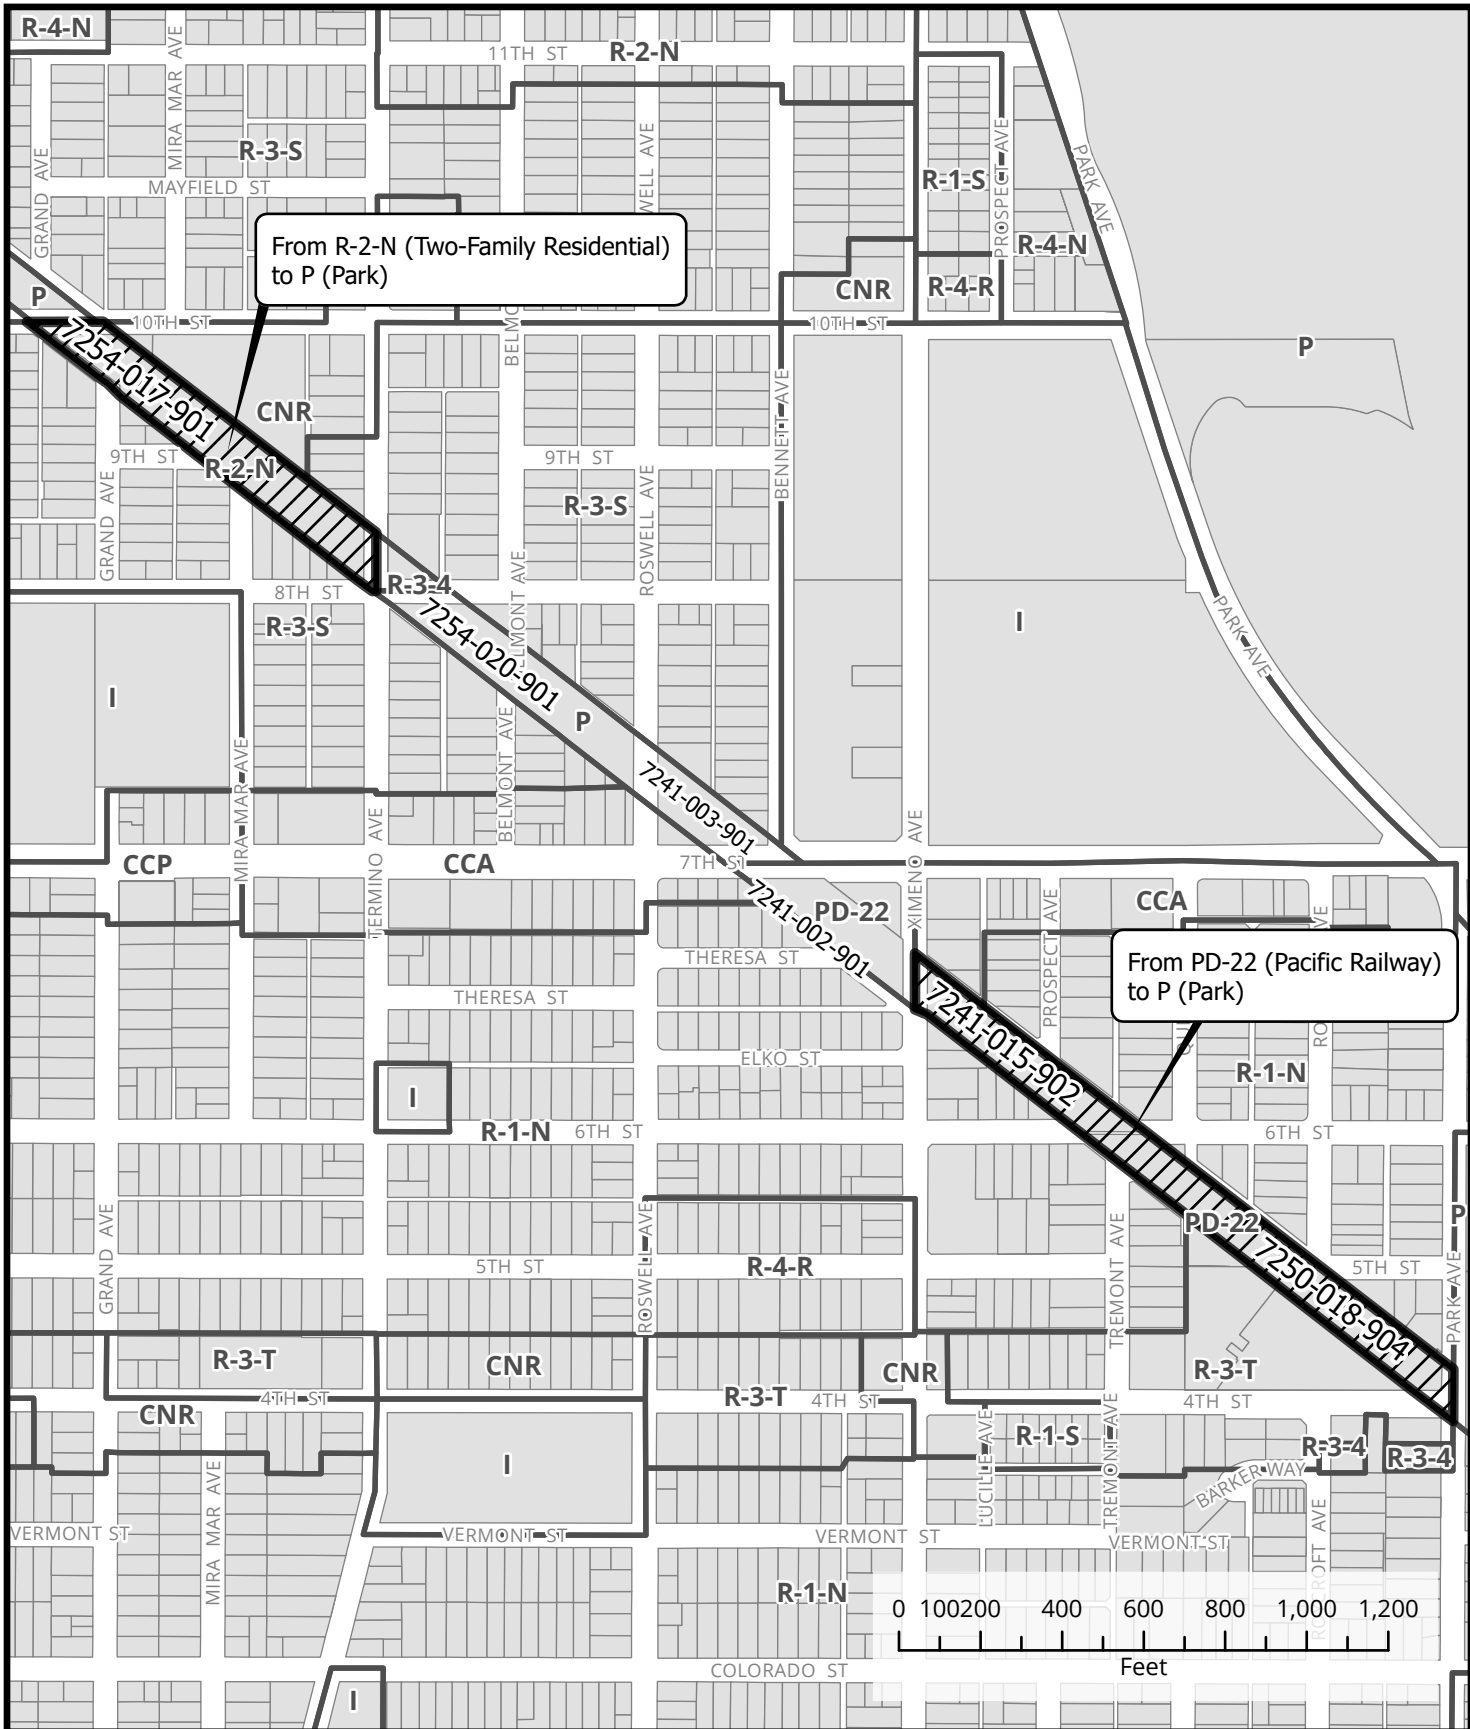 R-4-N
11TH ST
R-2-N
MIRA MAR AVE
R-3-S
GRAND AVE
MAYFIELD ST
WELL AVE
R-1-S
PROSPECT AVE
PARK AVE
R-4-N
From R-2-N (Two-Family Residential)
to P (Park)
CNR
R-4-R
P
10TH ST
10TH ST
BELMO
P
7254-017-901
CNR
BENNETT AVE
9TH ST
R-2-N
9TH ST
GRAND AVE
R-3-S
ROSWELL AVE
8TH ST
R-3-4
R-3-S
7254-020-901
ELMONT AVE
I
PARK AVE
I
P
MIRA MAR AVE
BELMONT AVE
7241-003-901
TERMINO AVE
XIMENO AVE
CCP
CCA
7TH ST
7241-002-901
PD-22
CCA
PROSPECT AVE
THERESA ST
THERESA ST
From PD-22 (Pacific Railway)
to P (Park)
QU
RO
VE
7241-015-902
ELKO ST
R-1-N
I
R-1-N
6TH ST
6TH ST
P
PD-22
GRAND AVE
ROSWELL AVE
TREMONT AVE
5TH ST
R-4-R
7250-018-904
5TH ST
PARK AVE
R-3-T
CNR
CNR
R-3-T
4TH ST
R-3-T
4TH ST
4TH ST
CNR
LUCILLE AVE
R-1-S
TREMONT AVE
R-3-4
R-3-4
I
BARKER WAY
MIRA MAR AVE
VERMONT ST
VERMONT ST
VERMONT ST
VERMONT ST
ROYCROFT AVE
R-1-N
0 100 200 400 600 800 1,000 1,200
Feet
COLORADO ST
I